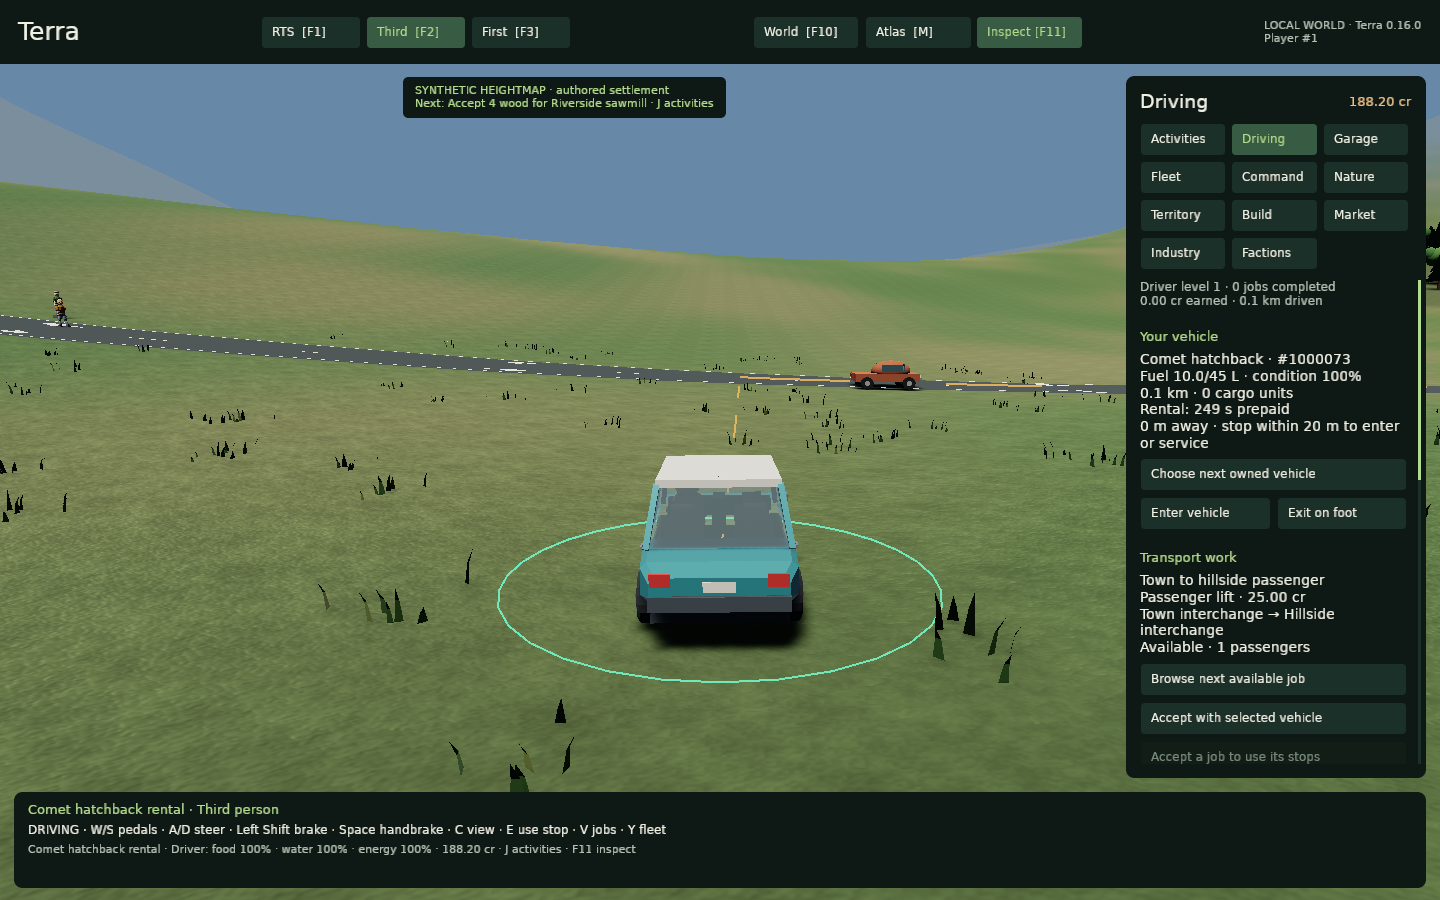 Terra
RTS [F1]
Third [F2]
First [F3]
World [F10]
Atlas [M]
Inspect [F11]
LOCAL WORLD · Terra 0.16.0
Player #1
SYNTHETIC HEIGHTMAP · authored settlement
Next: Accept 4 wood for Riverside sawmill · J activities
Driving
188.20 cr
Activities
Driving
Garage
Fleet
Command
Nature
Territory
Build
Market
Industry
Factions
Driver level 1 · 0 jobs completed
0.00 cr earned · 0.1 km driven
Your vehicle
Comet hatchback · #1000073
Fuel 10.0/45 L · condition 100%
0.1 km · 0 cargo units
Rental: 249 s prepaid
0 m away · stop within 20 m to enter
or service
Choose next owned vehicle
Enter vehicle
Exit on foot
Transport work
Town to hillside passenger
Passenger lift · 25.00 cr
Town interchange → Hillside
interchange
Available · 1 passengers
Browse next available job
Accept with selected vehicle
Accept a job to use its stops
Comet hatchback rental · Third person
DRIVING · W/S pedals · A/D steer · Left Shift brake · Space handbrake · C view · E use stop · V jobs · Y fleet
Comet hatchback rental · Driver: food 100% · water 100% · energy 100% · 188.20 cr · J activities · F11 inspect